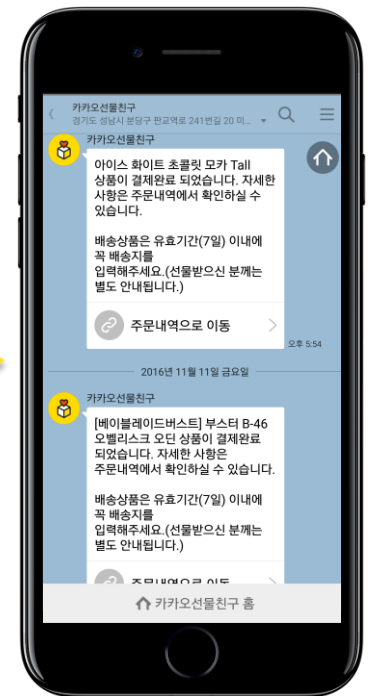 카카오선물친구
경기도 성남시 분당구 판교역로 241번길 20 미...
카카오선물친구
아이스 화이트 초콜릿 모카 Tall
상품이 결제완료 되었습니다. 자세한
사항은 주문내역에서 확인하실 수
있습니다.
배송상품은 유효기간(7일) 이내에
꼭 배송지를
입력해주세요.(선물받으신 분께는
별도 안내됩니다.)
주문내역으로 이동
오후 5:54
2016년 11월 11일 금요일
카카오선물친구
[베이블레이드버스트] 부스터 B-46
오벨리스크 오딘 상품이 결제완료
되었습니다. 자세한 사항은
주문내역에서 확인하실 수 있습니다.
배송상품은 유효기간(7일) 이내에
꼭 배송지를
입력해주세요.(선물받으신 분께는
별도 안내됩니다.)
주문내역으로 이동
카카오선물친구 홈